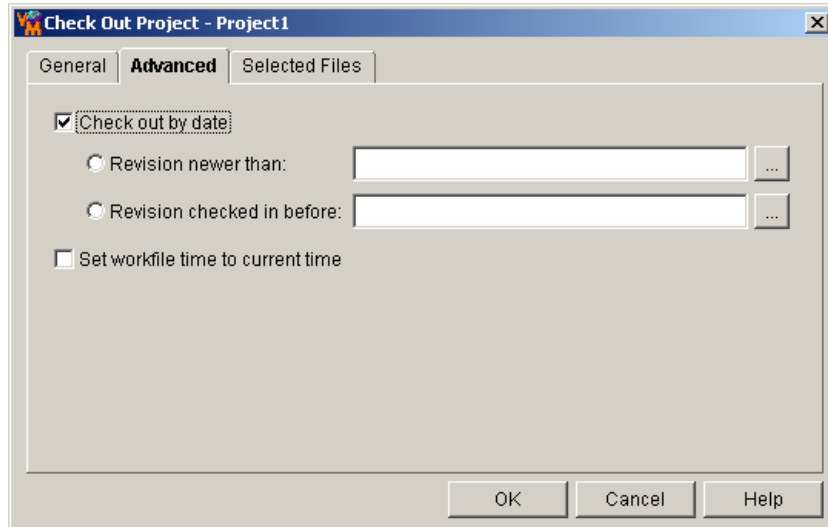 Check Out Project - Project1
General Advanced Selected Files
Check out by date
Revision newer than: ...
Revision checked in before: ...
Set workfile time to current time
OK Cancel Help